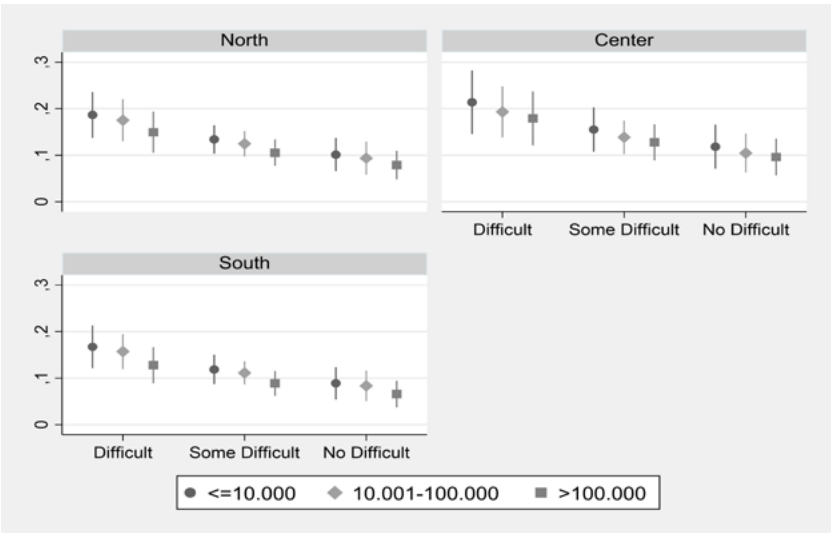 North
Center
,3
,2
,1
0
Difficult Some Difficult No Difficult
South
,3
,2
,1
0
Difficult Some Difficult No Difficult
<=10.000 10.001-100.000 >100.000